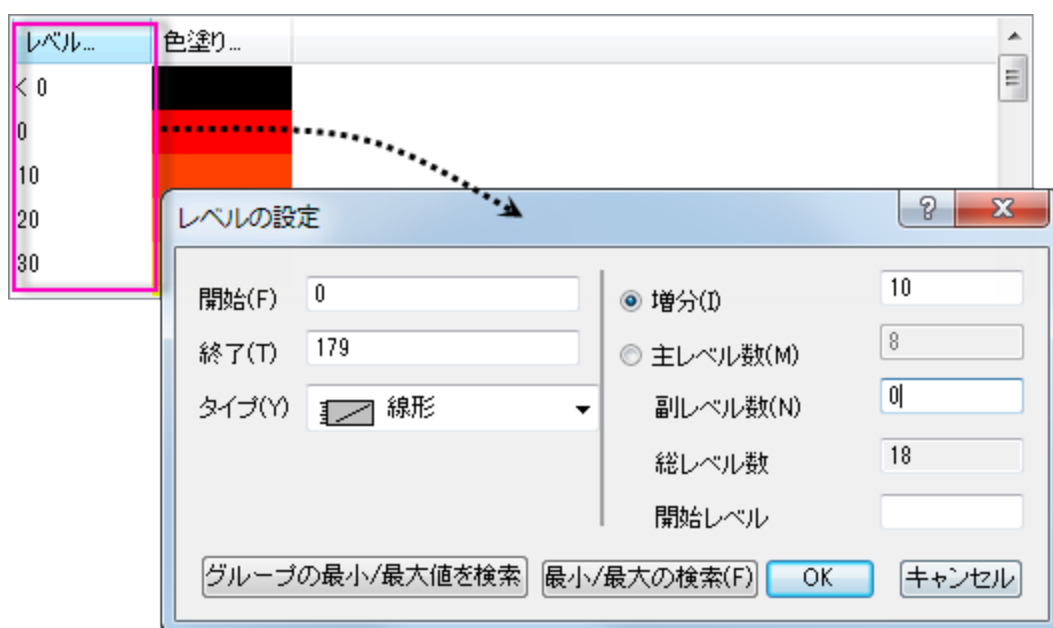 レベル... 色塗り...
< 0
0
10
20
30
レベルの設定
開始(F) 0
終了(T) 179
タイプ(Y) 線形
増分(I) 10
主レベル数(M) 8
副レベル数(N) 0
総レベル数 18
開始レベル
グループの最小/最大値を検索 最小/最大の検索(F) OK キャンセル